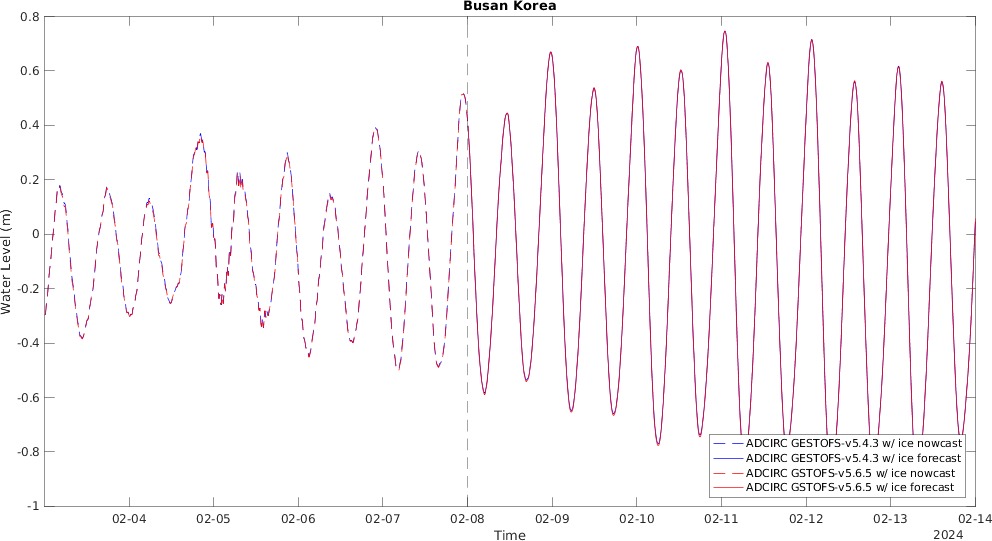 Busan Korea
Water Level (m)
0.8
0.6
0.4
0.2
0
-0.2
-0.4
-0.6
-0.8
-1
ADCIRC GESTOFS-v5.4.3 w/ ice nowcast
ADCIRC GESTOFS-v5.4.3 w/ ice forecast
ADCIRC GSTOFS-v5.6.5 w/ ice nowcast
ADCIRC GSTOFS-v5.6.5 w/ ice forecast
02-04 02-05 02-06 02-07 02-08 02-09 02-10 02-11 02-12 02-13 02-14
Time
2024